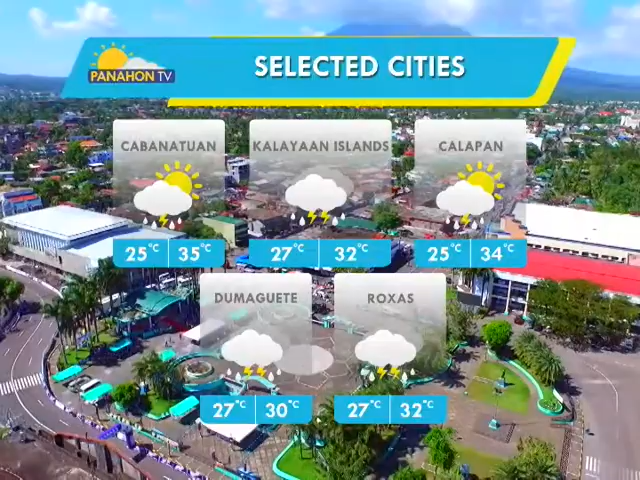 PANAHON TV
SELECTED CITIES
CABANATUAN
25°C 35°C
KALAYAAN ISLANDS
27°C 32°C
CALAPAN
25°C 34°C
DUMAGUETE
27°C 30°C
ROXAS
27°C 32°C